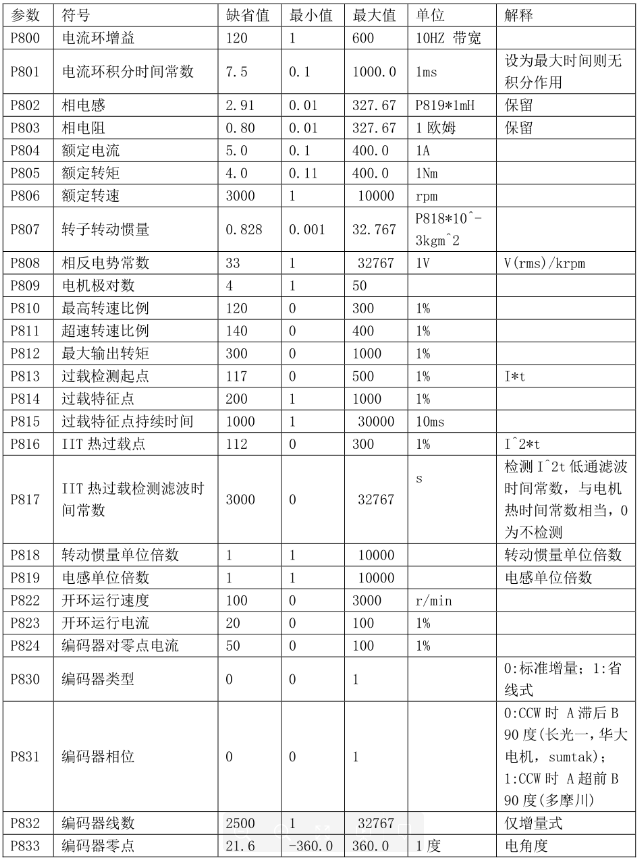 参数 符号 缺省值 最小值 最大值 单位 解释
P800 电流环增益 120 1 600 10HZ 带宽
P801 电流环积分时间常数 7.5 0.1 1000.0 1ms 设为最大时间则无
积分作用
P802 相电感 2.91 0.01 327.67 P819*1mH 保留
P803 相电阻 0.80 0.01 327.67 1 欧姆 保留
P804 额定电流 5.0 0.1 400.0 1A
P805 额定转矩 4.0 0.11 400.0 1Nm
P806 额定转速 3000 1 10000 rpm
P807 转子转动惯量 0.828 0.001 32.767 P818*10^-
3kgm^2
P808 相反电势常数 33 1 32767 1V V(rms)/krpm
P809 电机极对数 4 1 50
P810 最高转速比例 120 0 300 1%
P811 超速转速比例 140 0 400 1%
P812 最大输出转矩 300 0 1000 1%
P813 过载检测起点 117 0 500 1% I*t
P814 过载特征点 200 1 1000 1%
P815 过载特征点持续时间 1000 1 30000 10ms
P816 IIT 热过载点 112 0 300 1% I^2*t
P817 IIT 热过载检测滤波时
间常数 3000 0 32767 s 检测 I^2t 低通滤波
时间常数，与电机
热时间常数相当，0
为不检测
P818 转动惯量单位倍数 1 1 10000 转动惯量单位倍数
P819 电感单位倍数 1 1 10000 电感单位倍数
P822 开环运行速度 100 0 3000 r/min
P823 开环运行电流 20 0 100 1%
P824 编码器对零点电流 50 0 100 1%
P830 编码器类型 0 0 1 0:标准增量；1:省
线式
P831 编码器相位 0 0 1 0:CCW 时 A 滞后 B
90 度(长光一，华大
电机，sumtak)；
1:CCW 时 A 超前 B
90 度(多摩川)
P832 编码器线数 2500 1 32767 仅增量式
P833 编码器零点 21.6 -360.0 360.0 1 度 电角度